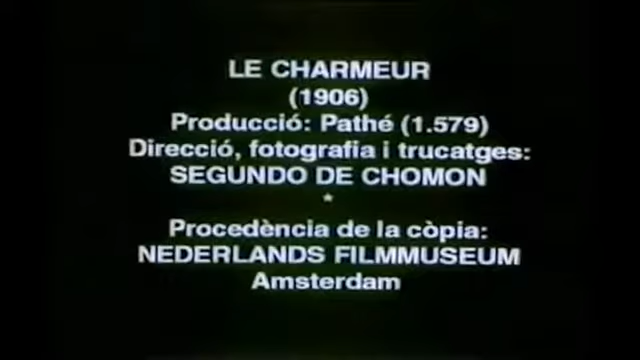 LE CHARMEUR
(1906)
Producció: Pathé (1.579)
Direcció, fotografia i trucatges:
SEGUNDO DE CHOMON
*
Procedència de la còpia:
NEDERLANDS FILMMUSEUM
Amsterdam